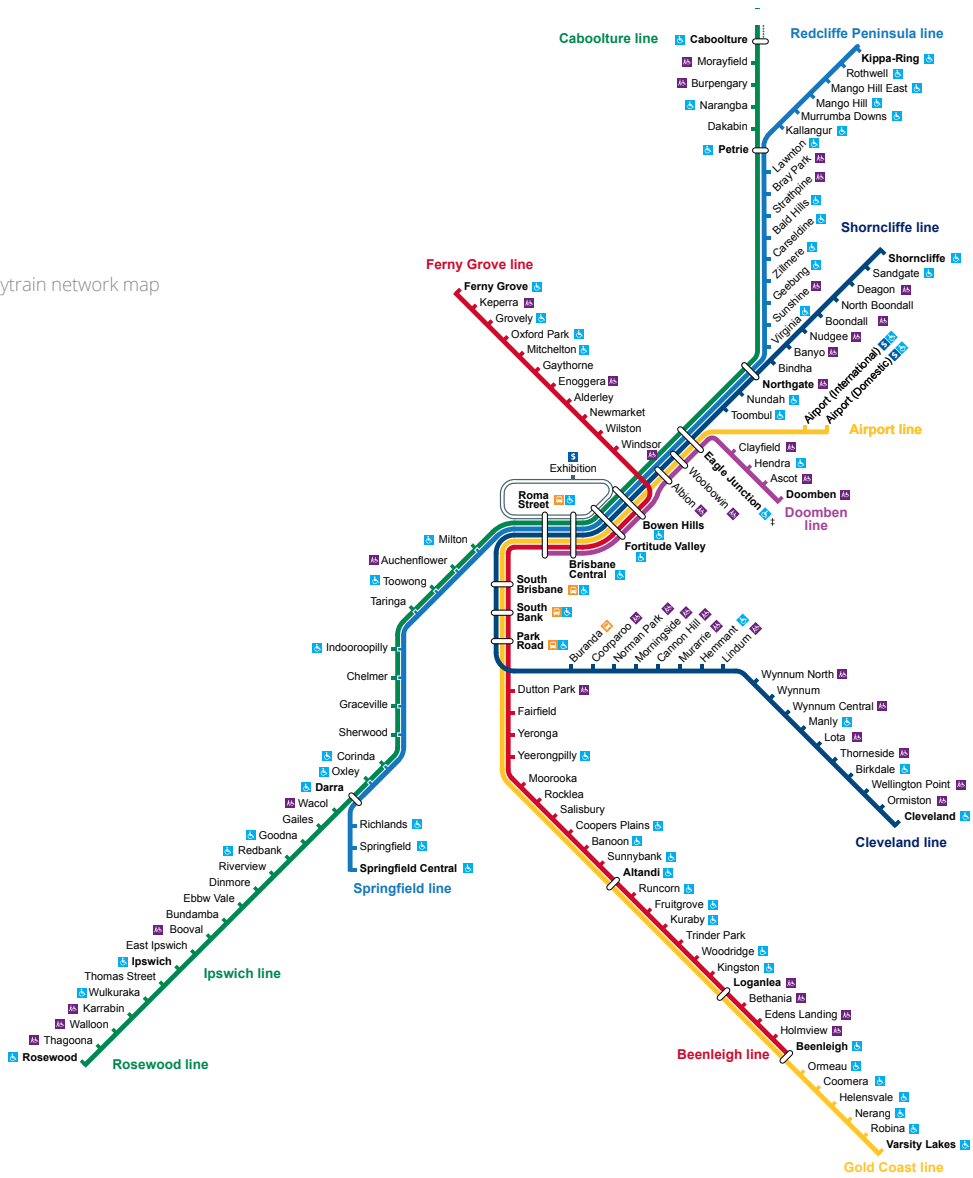 Caboolture line
Caboolture
Morayfield
Burpengary
Narangba
Dakabin
Petrie
Redcliffe Peninsula line
Kippa-Ring
Rothwell
Mango Hill East
Mango Hill
Murrumba Downs
Kallangur
Lawnton
Bray Park
Strathpine
Bald Hills
Carseldine
Zillmere
Geebung
Sunshine
Virginia
Shorncliffe line
Shorncliffe
Sandgate
Deagon
North Boondall
Boondall
Nudgee
Banyo
Bindha
Northgate
Nundah
Toombul
ytrain network map
Ferny Grove line
Ferny Grove
Keperra
Grovely
Oxford Park
Mitchelton
Gaythorne
Enoggera
Alderley
Newmarket
Wilston
Windsor
Airport (International) $
Airport (Domestic) $
Airport line
Clayfield
Hendra
Ascot
Doomben
Doomben
line
Eagle Junction
‡
Wooloowin
Albion
$
Exhibition
Roma
Street
Bowen Hills
Fortitude Valley
Brisbane
Central
South
Brisbane
South
Bank
Park
Road
Milton
Auchenflower
Toowong
Taringa
Indooroopilly
Chelmer
Graceville
Sherwood
Corinda
Oxley
Darra
Wacol
Gailes
Goodna
Redbank
Riverview
Dinmore
Ebbw Vale
Bundamba
Booval
East Ipswich
Ipswich
Thomas Street
Wulkuraka
Karrabin
Walloon
Thagoona
Rosewood
Ipswich line
Rosewood line
Richlands
Springfield
Springfield Central
Springfield line
Buranda
Coorparoo
Norman Park
Morningside
Cannon Hill
Murarrie
Hemmant
Lindum
Wynnum North
Wynnum
Wynnum Central
Manly
Lota
Thorneside
Birkdale
Wellington Point
Ormiston
Cleveland
Cleveland line
Dutton Park
Fairfield
Yeronga
Yeerongpilly
Moorooka
Rocklea
Salisbury
Coopers Plains
Banoon
Sunnybank
Altandi
Runcorn
Fruitgrove
Kuraby
Trinder Park
Woodridge
Kingston
Loganlea
Bethania
Edens Landing
Holmview
Beenleigh
Beenleigh line
Ormeau
Coomera
Helensvale
Nerang
Robina
Varsity Lakes
Gold Coast line